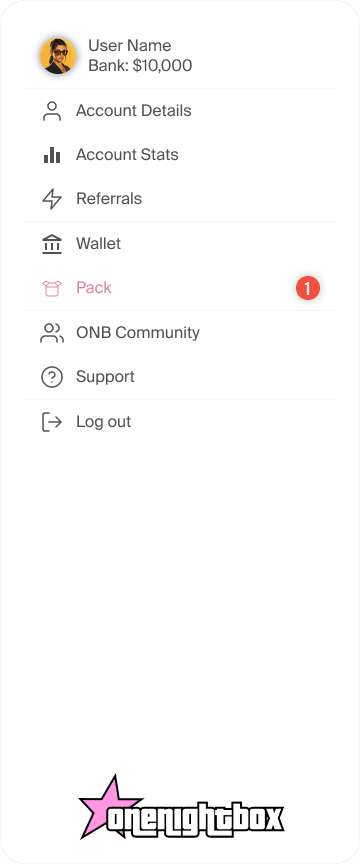 User Name
Bank: $10,000
Account Details
Account Stats
Referrals
Wallet
Pack
1
ONB Community
Support
Log out
onenightbox